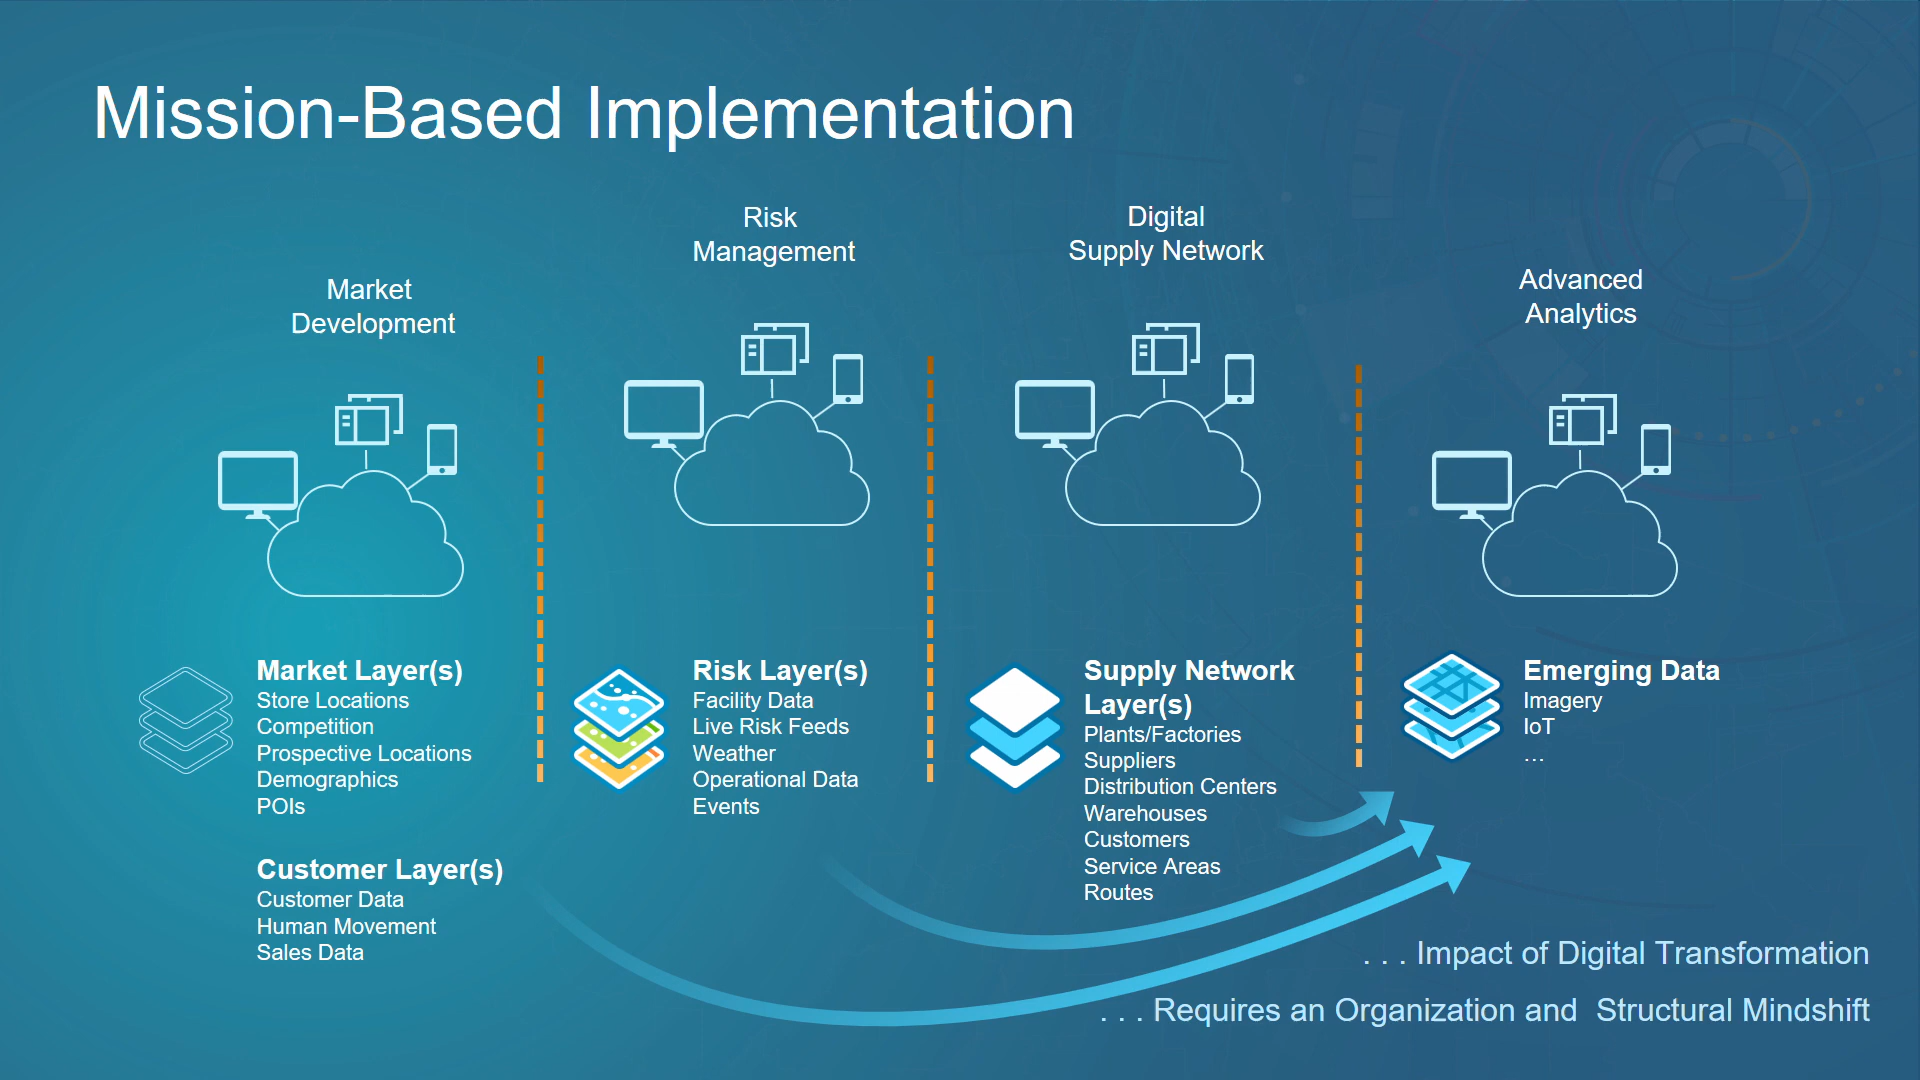 Mission-Based Implementation
Market
Development
Risk
Management
Digital
Supply Network
Advanced
Analytics
Market Layer(s)
Store Locations
Competition
Prospective Locations
Demographics
POIs
Customer Layer(s)
Customer Data
Human Movement
Sales Data
Risk Layer(s)
Facility Data
Live Risk Feeds
Weather
Operational Data
Events
Supply Network
Layer(s)
Plants/Factories
Suppliers
Distribution Centers
Warehouses
Customers
Service Areas
Routes
Emerging Data
Imagery
IoT
...
. . . Impact of Digital Transformation
. . . Requires an Organization and  Structural Mindshift